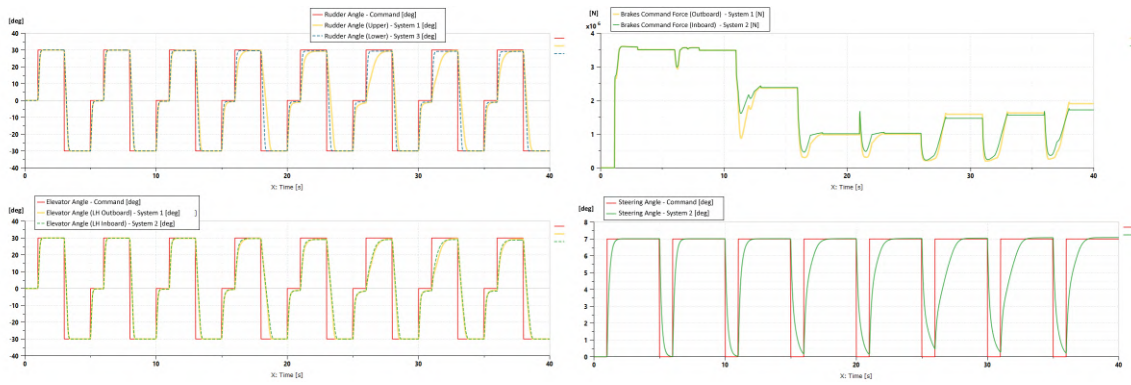 [deg]
Rudder Angle - Command [deg]
Rudder Angle (Upper) - System 1 [deg]
Rudder Angle (Lower) - System 3 [deg]
40
30
20
10
0
-10
-20
-30
-40
0
10
20
30
40
X: Time [s]
[N]
x10^6
Brakes Command Force (Outboard) - System 1 [N]
Brakes Command Force (Inboard) - System 2 [N]
4
3
2
1
0
0
10
20
30
40
X: Time [s]
[deg]
Elevator Angle - Command [deg]
Elevator Angle (LH Outboard) - System 1 [deg] ]
Elevator Angle (LH Inboard) - System 2 [deg]
40
30
20
10
0
-10
-20
-30
-40
0
10
20
30
40
X: Time [s]
[deg]
Steering Angle - Command [deg]
Steering Angle - System 2 [deg]
8
7
6
5
4
3
2
1
0
0
10
20
30
40
X: Time [s]